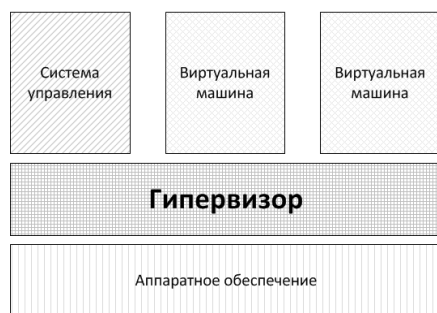 Система
управления
Виртуальная
машина
Виртуальная
машина
Гипервизор
Аппаратное обеспечение